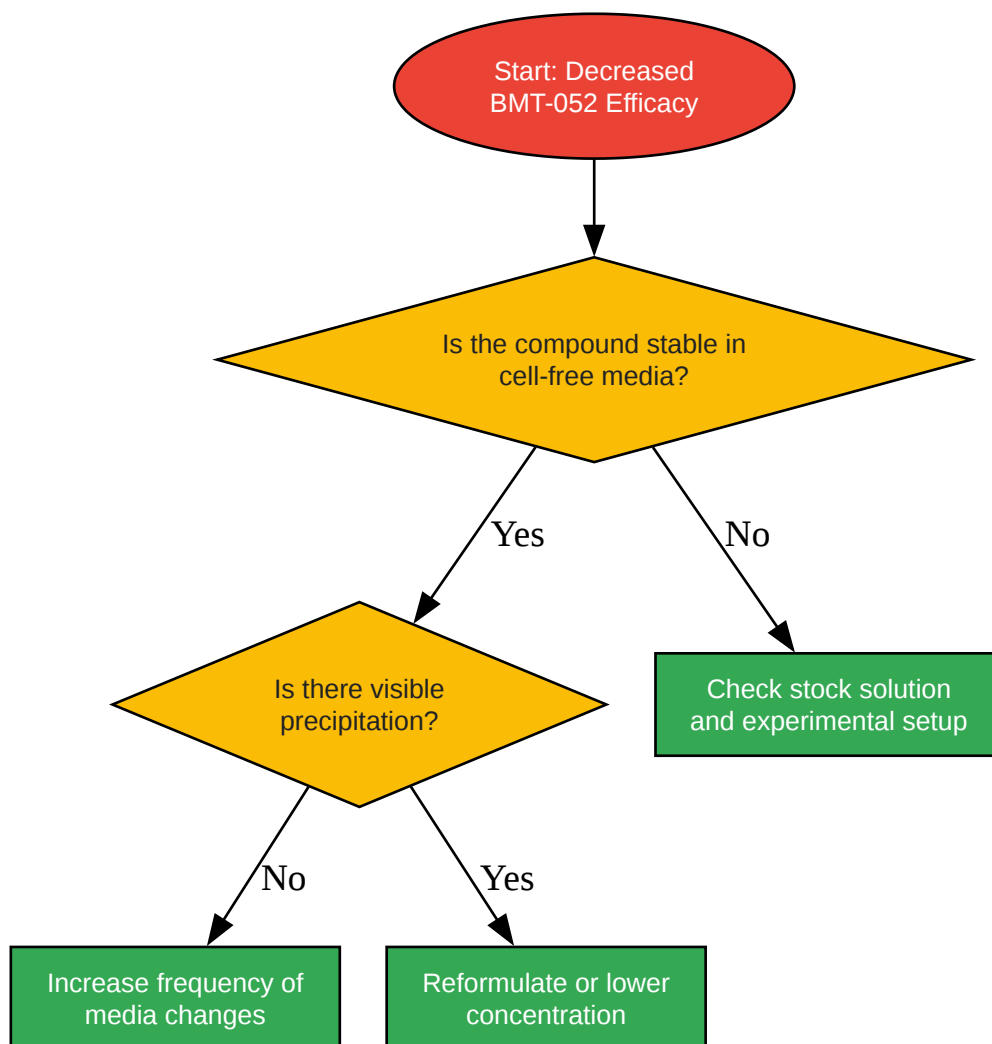 Start: Decreased
BMT-052 Efficacy
Is the compound stable in
cell-free media?
Yes
No
Is there visible
precipitation?
Check stock solution
and experimental setup
No
Yes
Increase frequency of
media changes
Reformulate or lower
concentration